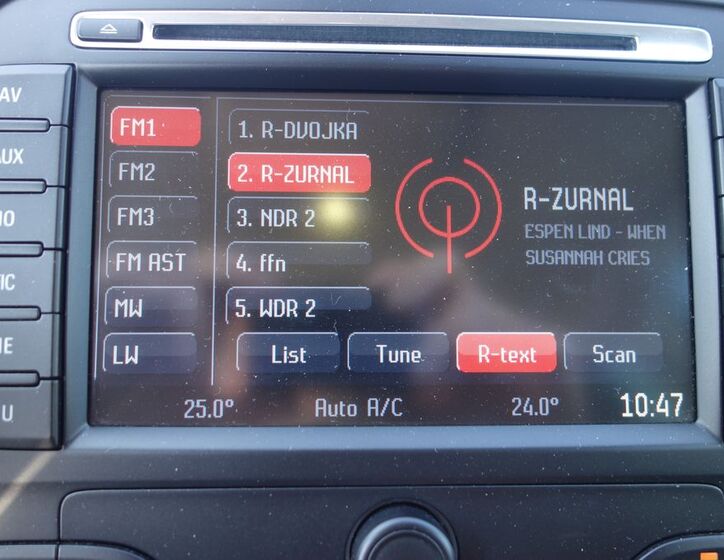 AV
AUX
IO
IC
E
U
FM1
FM2
FM3
FM AST
MW
LW
1. R-DVOJKA
2. R-ZURNAL
3. NDR 2
4. ffn
5. WDR 2
R-ZURNAL
ESPEN LIND - WHEN
SUSANNAH CRIES
List
Tune
R-text
Scan
25.0°
Auto A/C
24.0°
10:47